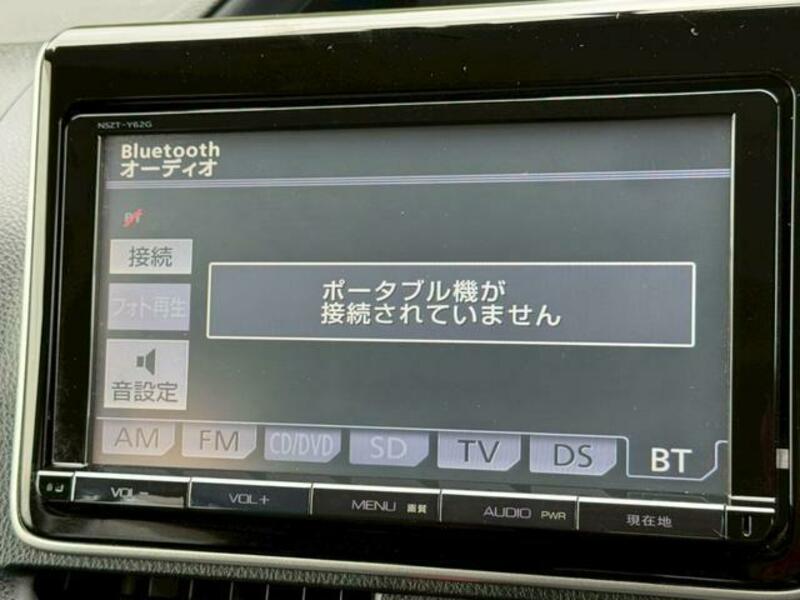 NSZT-Y62G
Bluetooth
オーディオ
接続
フォト再生
音設定
ポータブル機が
接続されていません
AM FM CD/DVD SD TV DS BT
VOL− VOL+ MENU 画質 AUDIO PWR 現在地